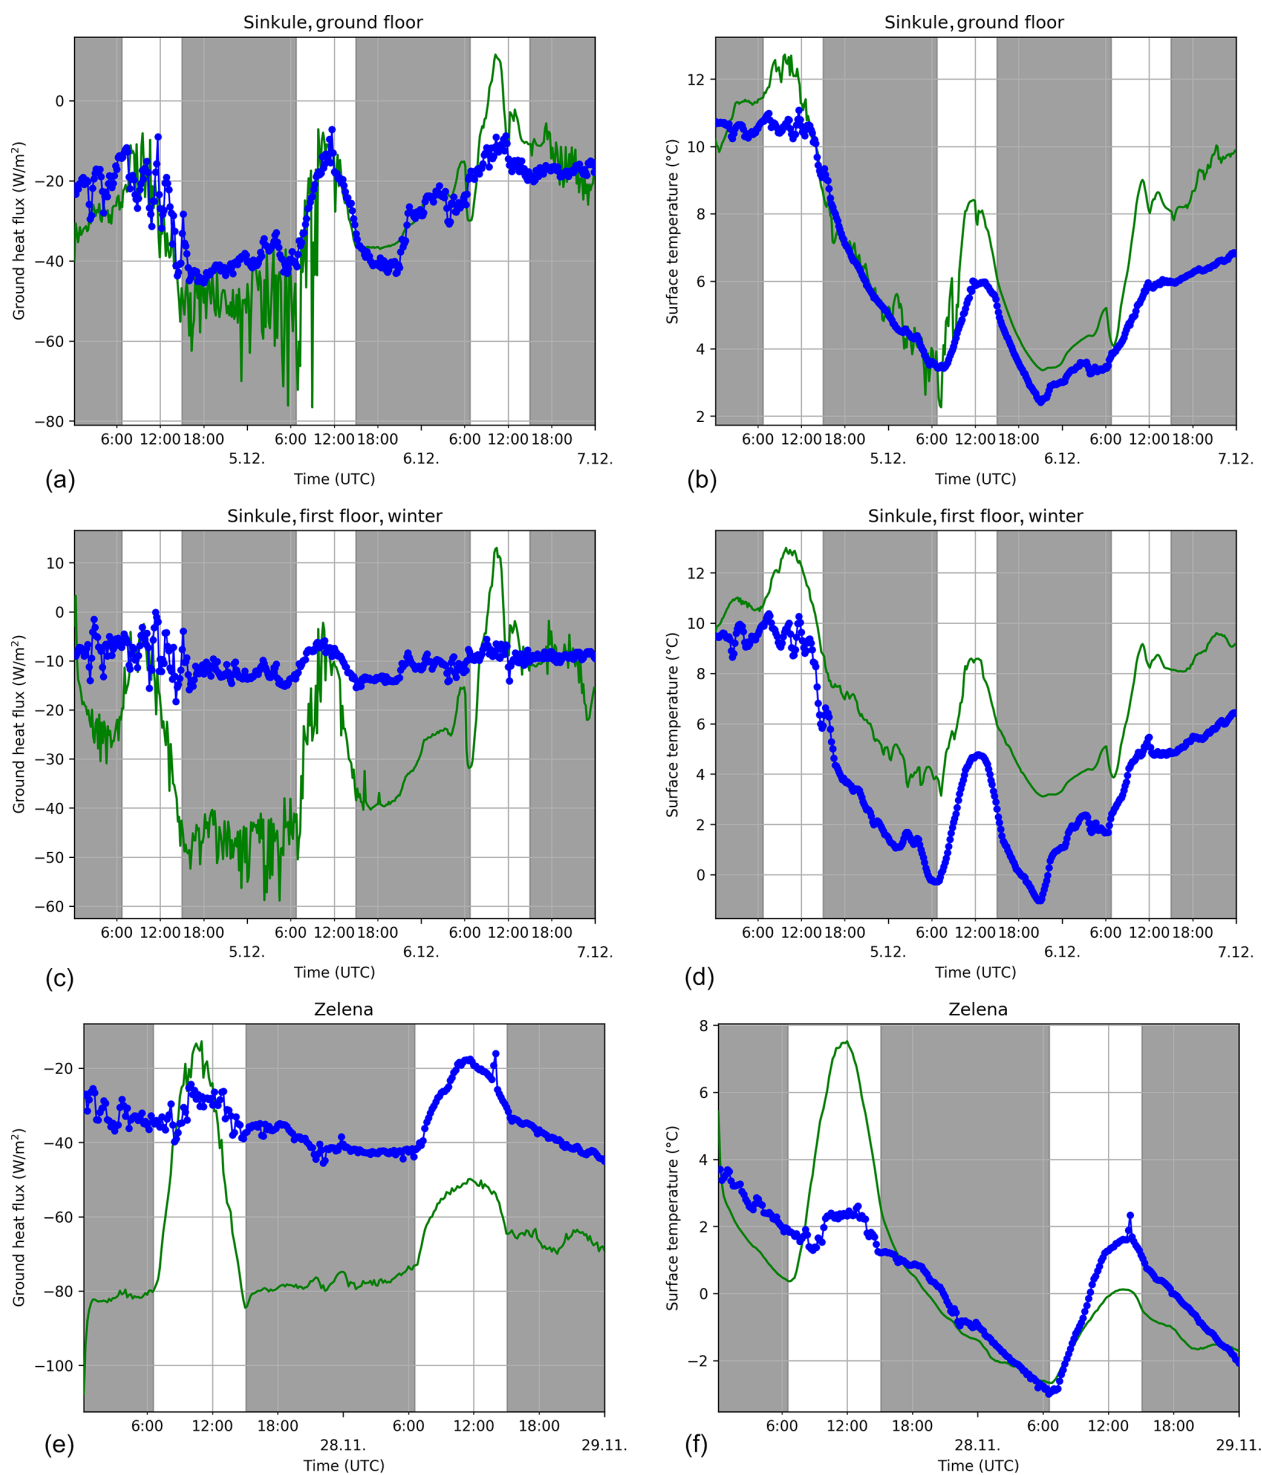 Sinkule, ground floor
Ground heat flux (W/m²)
0
−20
−40
−60
−80
6:00 12:00 18:00 6:00 12:00 18:00 6:00 12:00 18:00
5.12. 6.12. 7.12.
Time (UTC)
(a)
Sinkule, ground floor
Surface temperature (°C)
12
10
8
6
4
2
6:00 12:00 18:00 6:00 12:00 18:00 6:00 12:00 18:00
5.12. 6.12. 7.12.
Time (UTC)
(b)
Sinkule, first floor, winter
Ground heat flux (W/m²)
10
0
−10
−20
−30
−40
−50
−60
6:00 12:00 18:00 6:00 12:00 18:00 6:00 12:00 18:00
5.12. 6.12. 7.12.
Time (UTC)
(c)
Sinkule, first floor, winter
Surface temperature (°C)
12
10
8
6
4
2
0
6:00 12:00 18:00 6:00 12:00 18:00 6:00 12:00 18:00
5.12. 6.12. 7.12.
Time (UTC)
(d)
Zelena
Ground heat flux (W/m²)
−20
−40
−60
−80
−100
6:00 12:00 18:00 6:00 12:00 18:00
28.11. 29.11.
Time (UTC)
(e)
Zelena
Surface temperature (°C)
8
6
4
2
0
−2
6:00 12:00 18:00 6:00 12:00 18:00
28.11. 29.11.
Time (UTC)
(f)